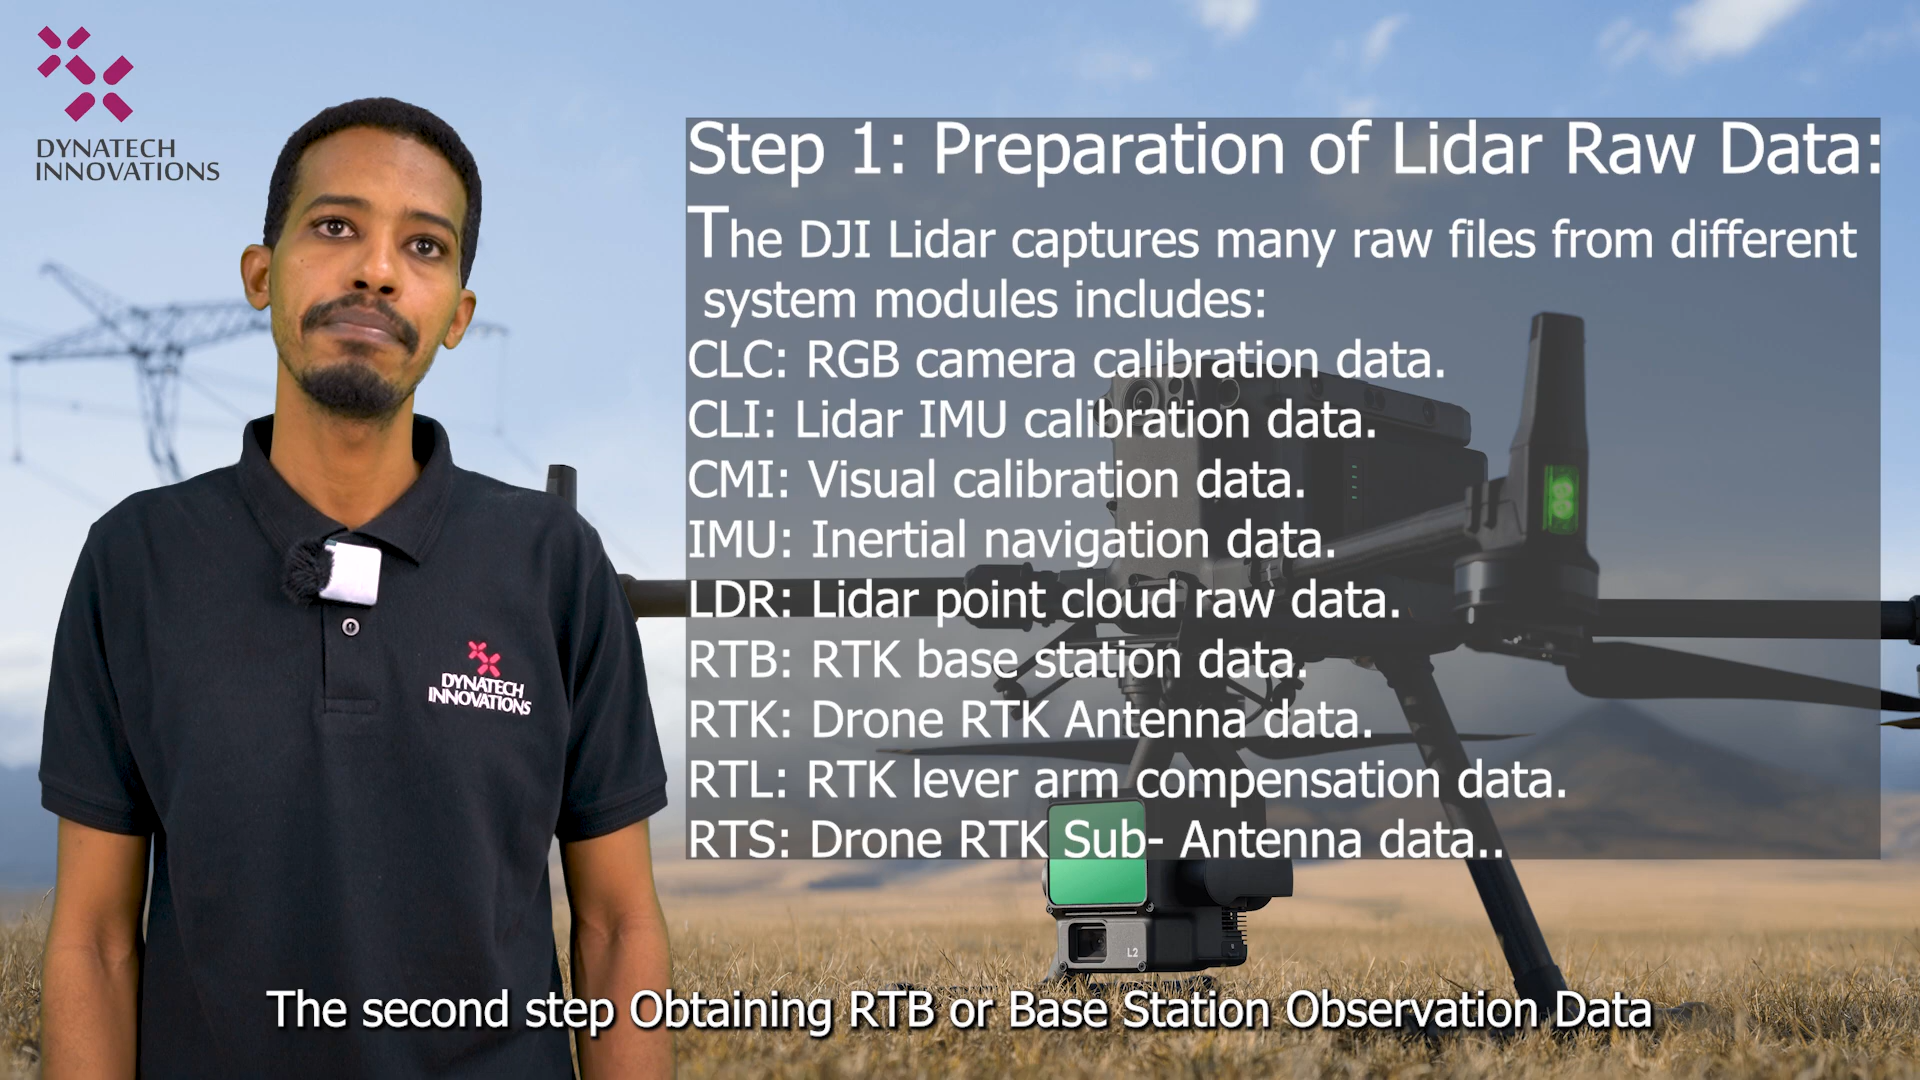 DYNATECH
INNOVATIONS
Step 1: Preparation of Lidar Raw Data:
The DJI Lidar captures many raw files from different
system modules includes:
CLC: RGB camera calibration data.
CLI: Lidar IMU calibration data.
CMI: Visual calibration data.
IMU: Inertial navigation data.
LDR: Lidar point cloud raw data.
RTB: RTK base station data.
RTK: Drone RTK Antenna data.
RTL: RTK lever arm compensation data.
RTS: Drone RTK Sub- Antenna data..
DYNATECH
INNOVATIONS
L2
The second step Obtaining RTB or Base Station Observation Data